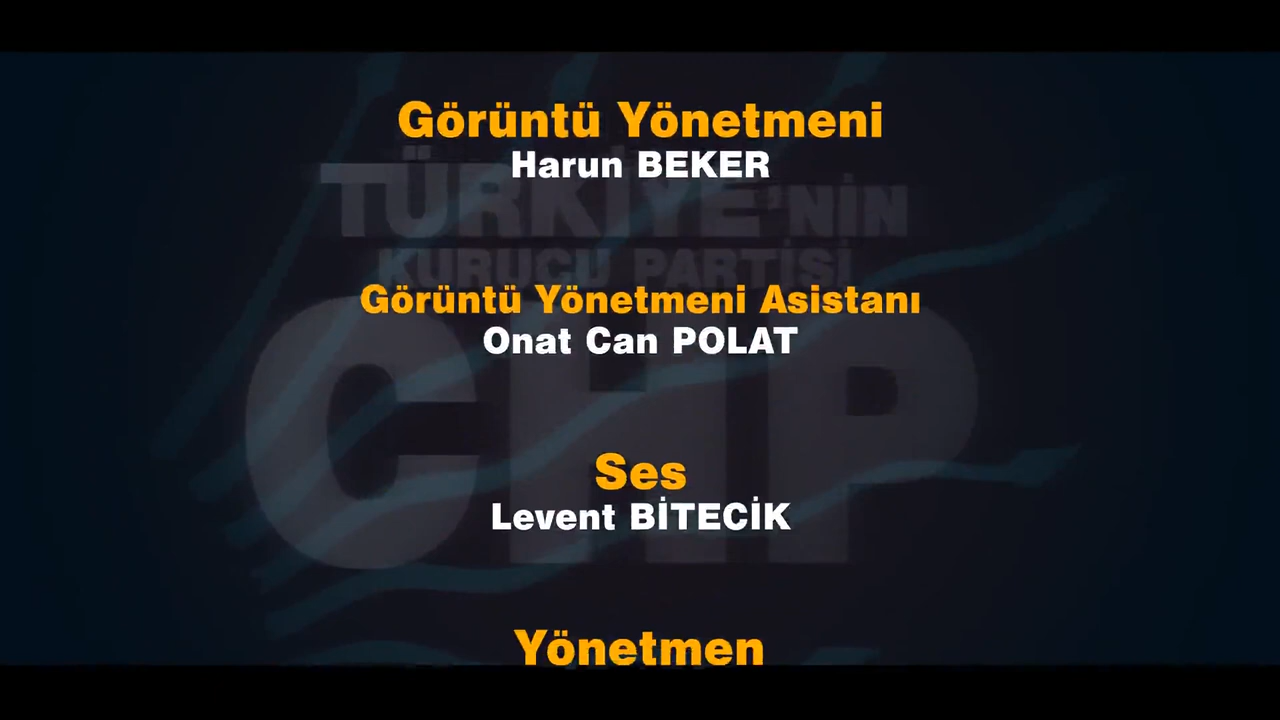 Görüntü Yönetmeni
Harun BEKER
TÜRKİYE'NİN
KURUCU PARTİSİ
CHP
Görüntü Yönetmeni Asistanı
Onat Can POLAT
Ses
Levent BİTECİK
Yönetmen